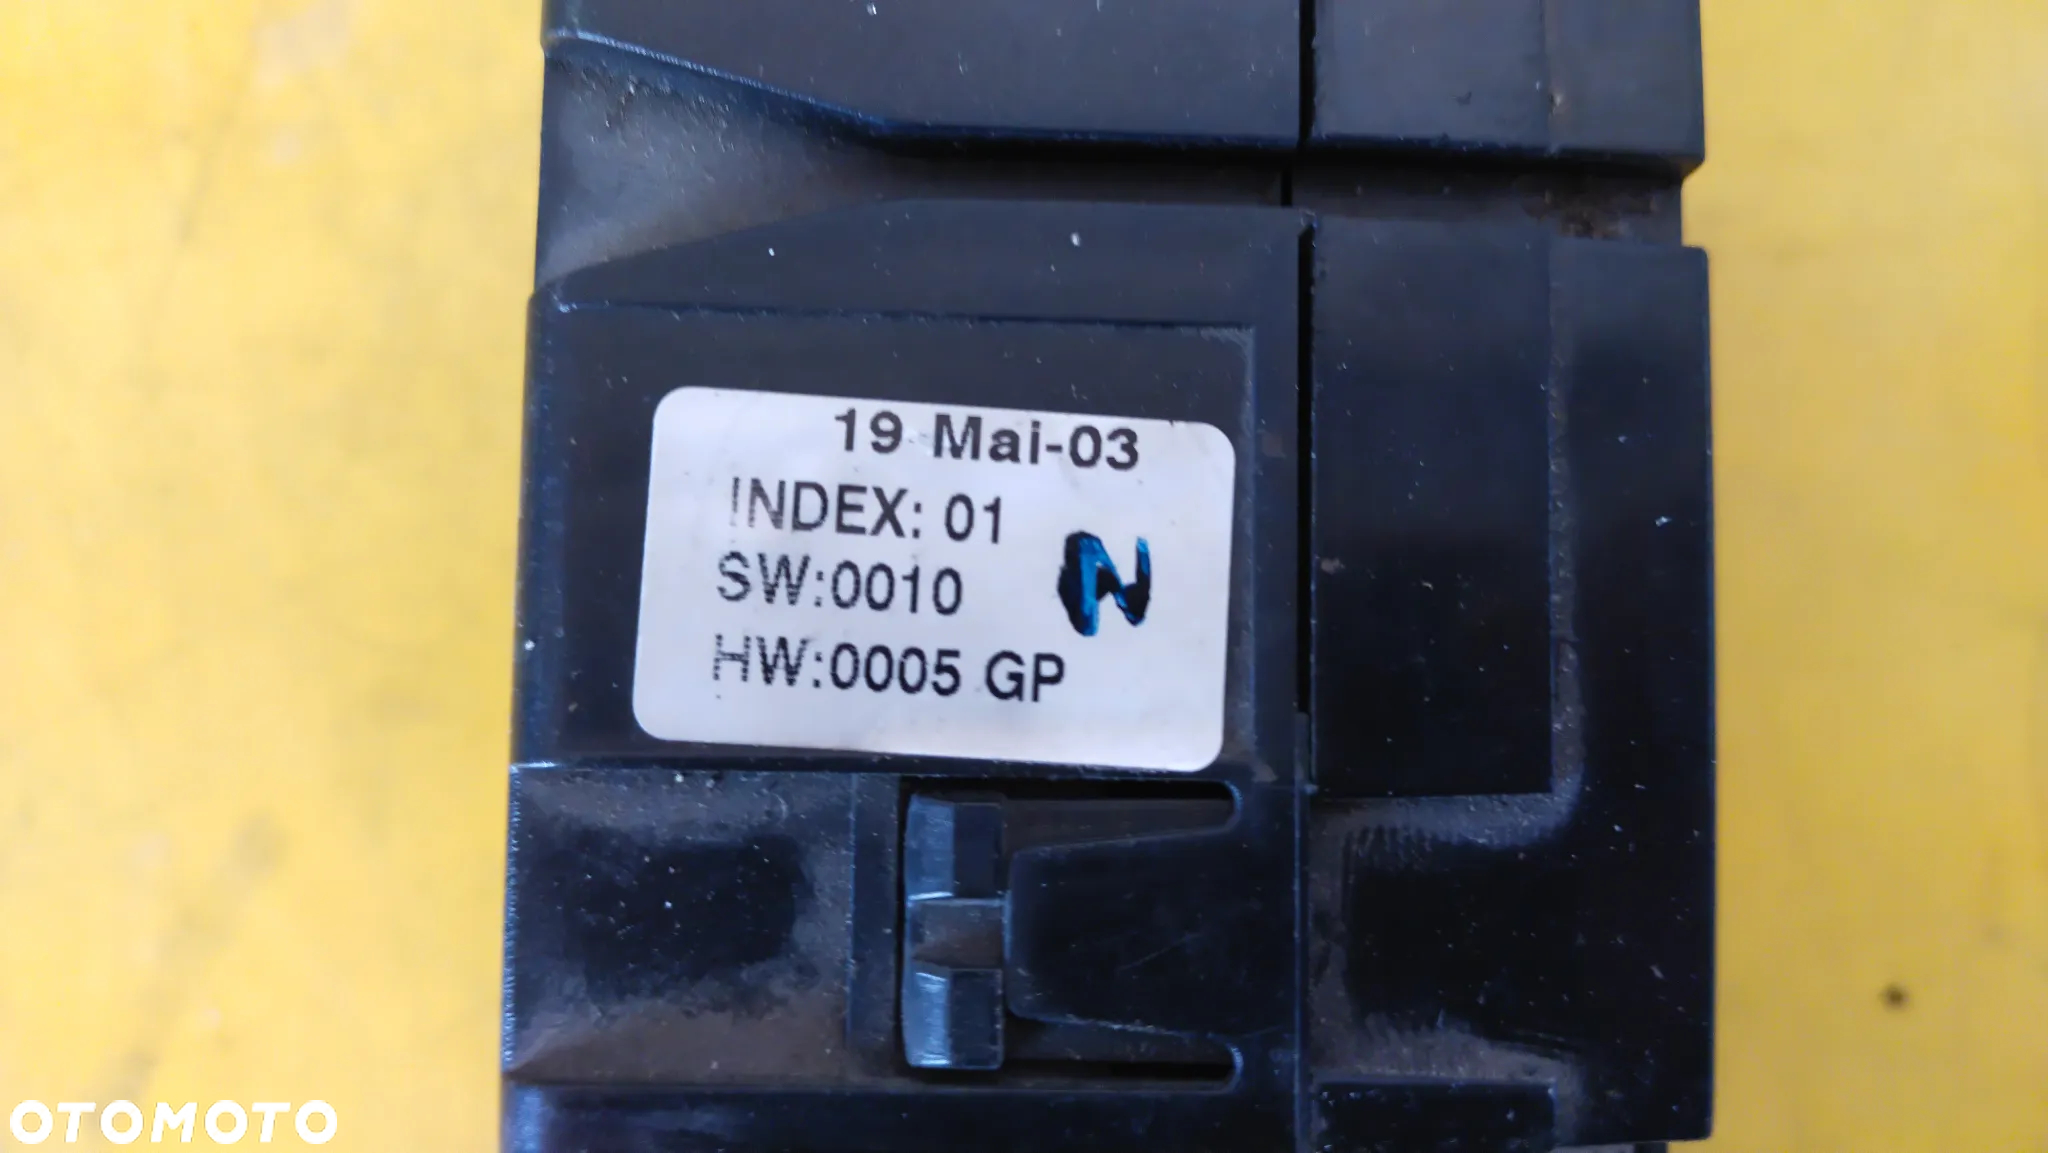 19 Mai-03
INDEX: 01
SW:0010
N
HW:0005 GP
OTOMOTO